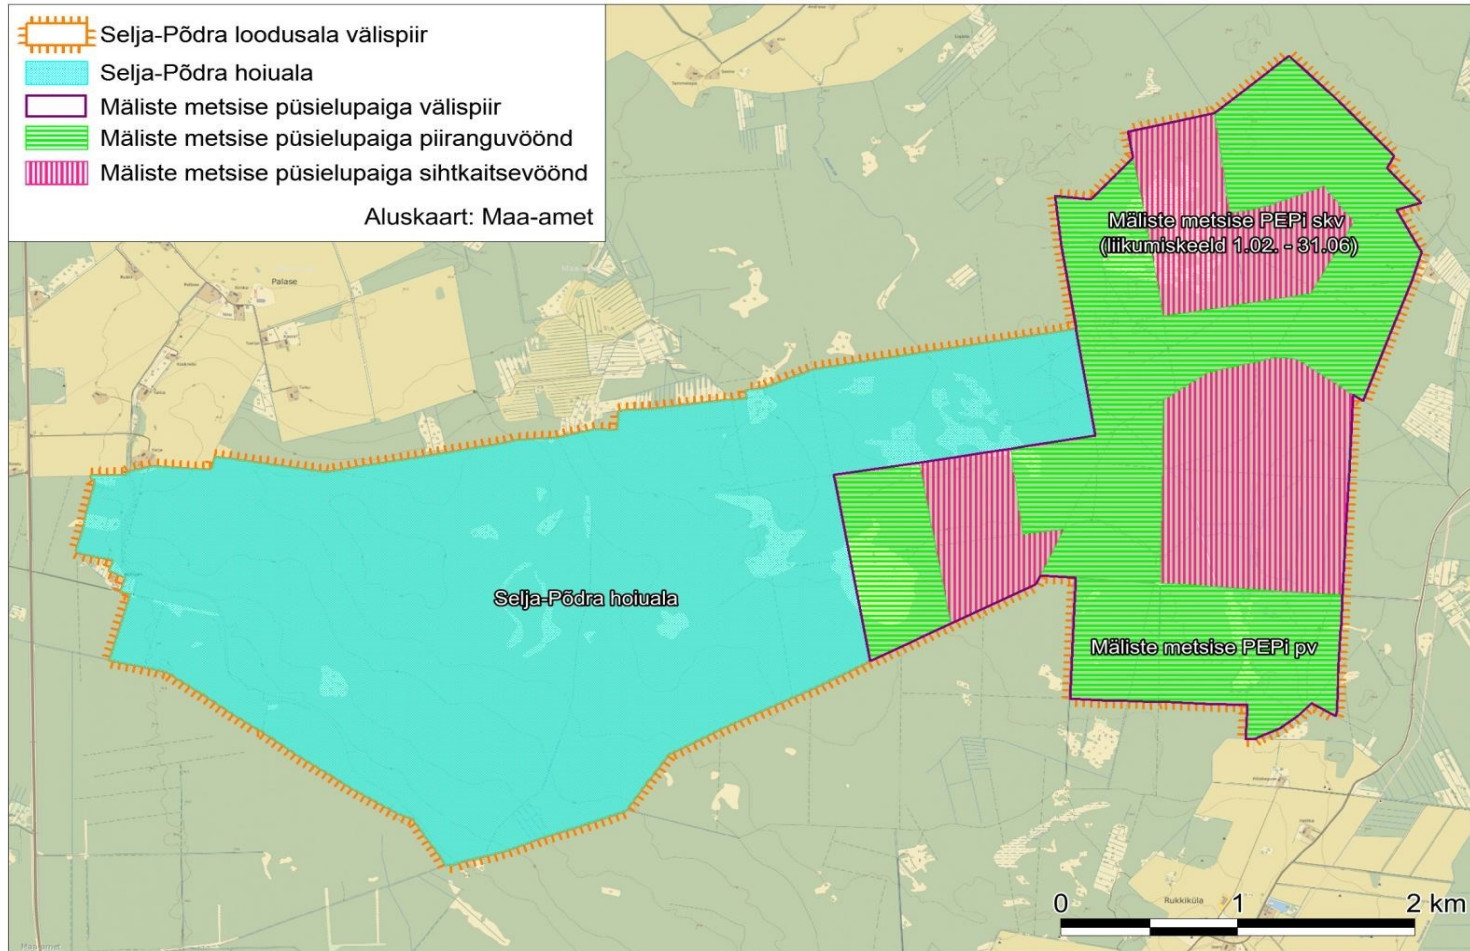 Selja-Põdra loodusala välispiir
Selja-Põdra hoiuala
Mäliste metsise püsielupaiga välispiir
Mäliste metsise püsielupaiga piiranguvöönd
Mäliste metsise püsielupaiga sihtkaitsevöönd
Aluskaart: Maa-amet
Mäliste metsise PEPi skv
(liikumiskeeld 1.02. - 31.06)
Palase
Selja-Põdra hoiuala
Mäliste metsise PEPi pv
Rukkiküla
0 1 2 km
Maa-amet